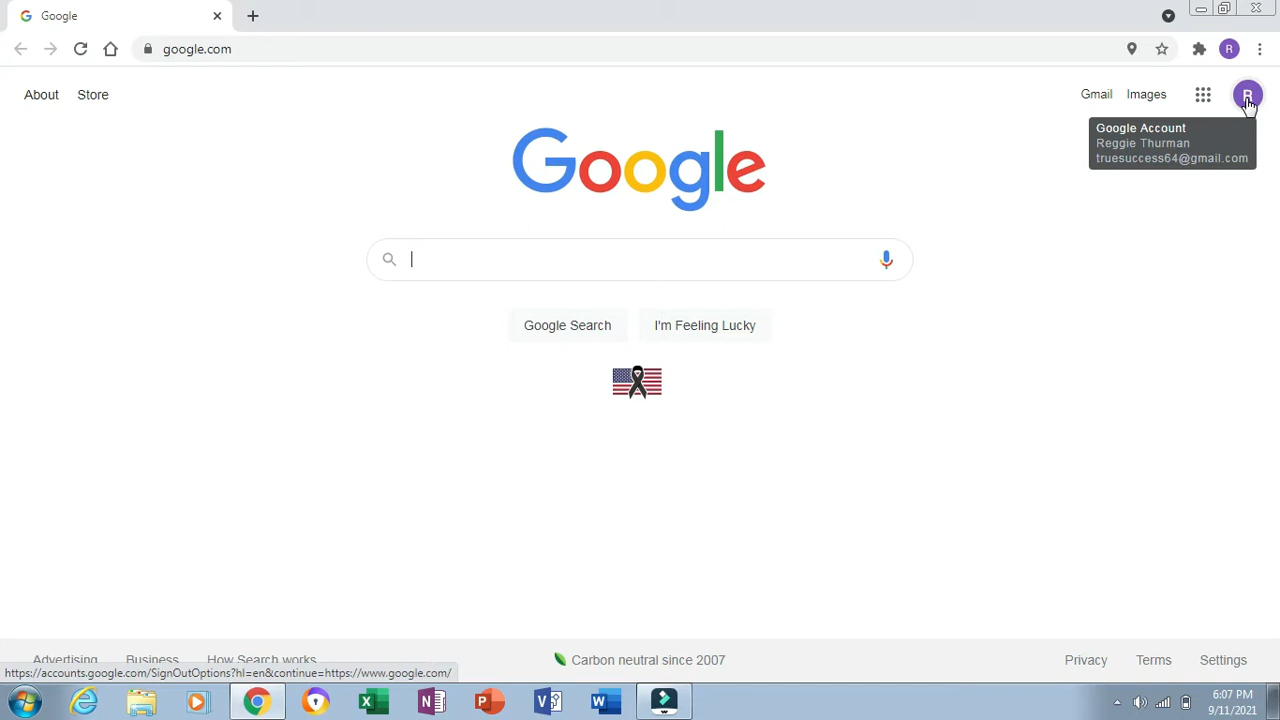 Google
google.com
R
About
Store
Gmail
Images
R
Google Account
Reggie Thurman
truesuccess64@gmail.com
Google
Google Search
I'm Feeling Lucky
Advertising
Business
How Search works
Carbon neutral since 2007
Privacy
Terms
Settings
https://accounts.google.com/SignOutOptions?hl=en&continue=https://www.google.com/
6:07 PM
9/11/2021